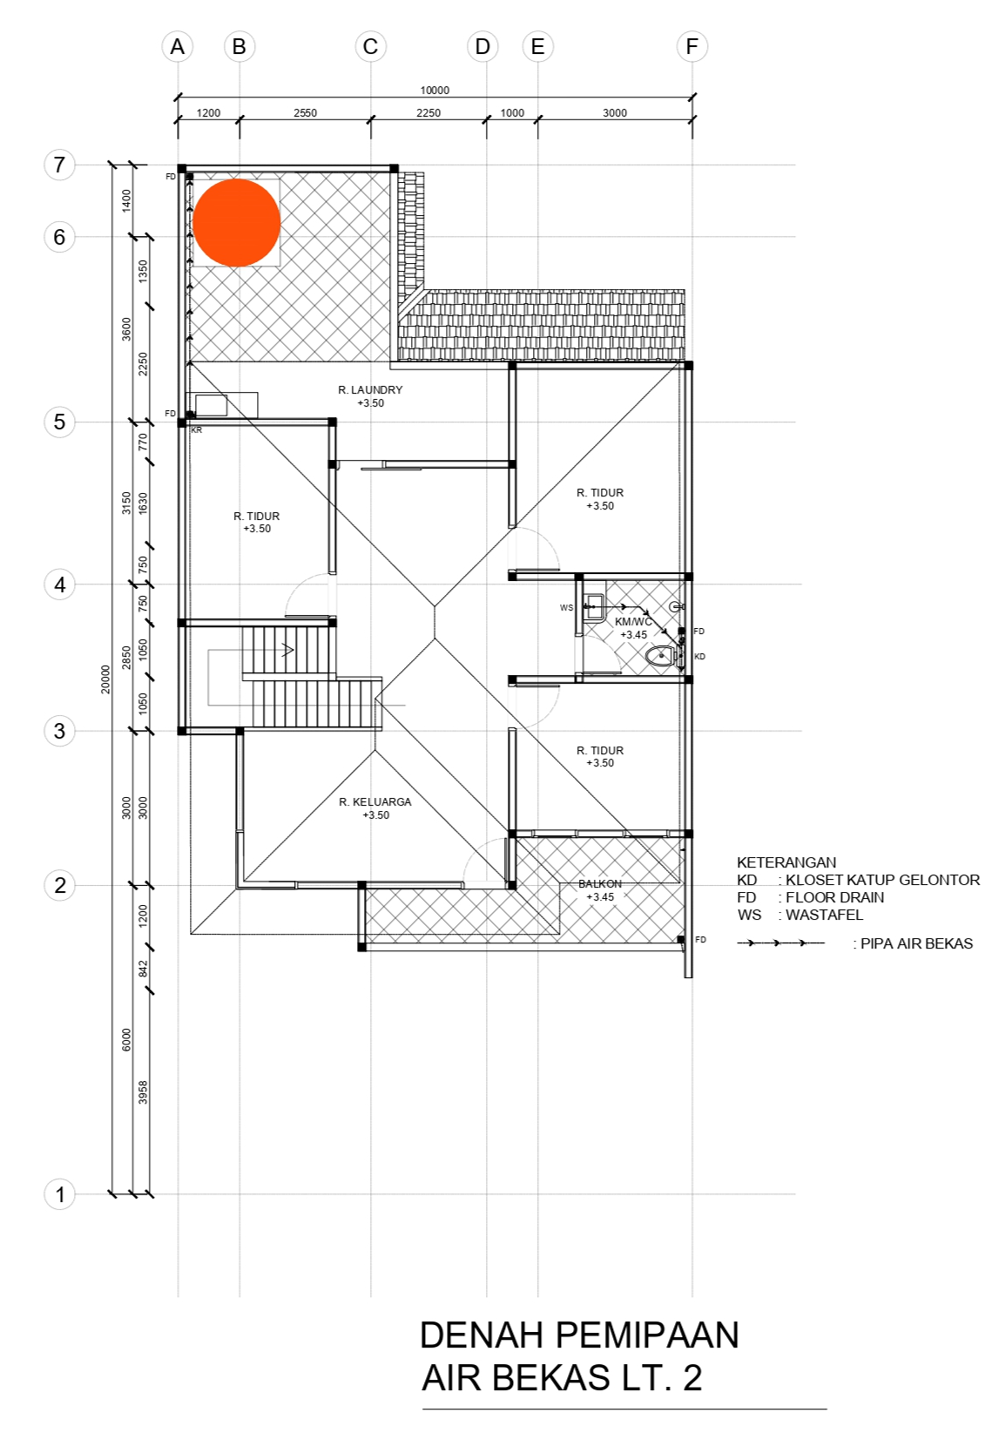 A B C D E F
10000
1200 2550 2250 1000 3000
7
FD
1400
6
1350
3600
2250
R. LAUNDRY
+3.50
FD
5
KR
770
3150
1630
R. TIDUR
+3.50
R. TIDUR
+3.50
750
4
750
WS
KM/WC
+3.45
FD
KD
20000
2850
1050
1050
3
R. TIDUR
+3.50
3000
3000
R. KELUARGA
+3.50
2
BALKON
+3.45
1200
FD
842
6000
3958
1
KETERANGAN
KD : KLOSET KATUP GELONTOR
FD : FLOOR DRAIN
WS : WASTAFEL
: PIPA AIR BEKAS
DENAH PEMIPAAN
AIR BEKAS LT. 2